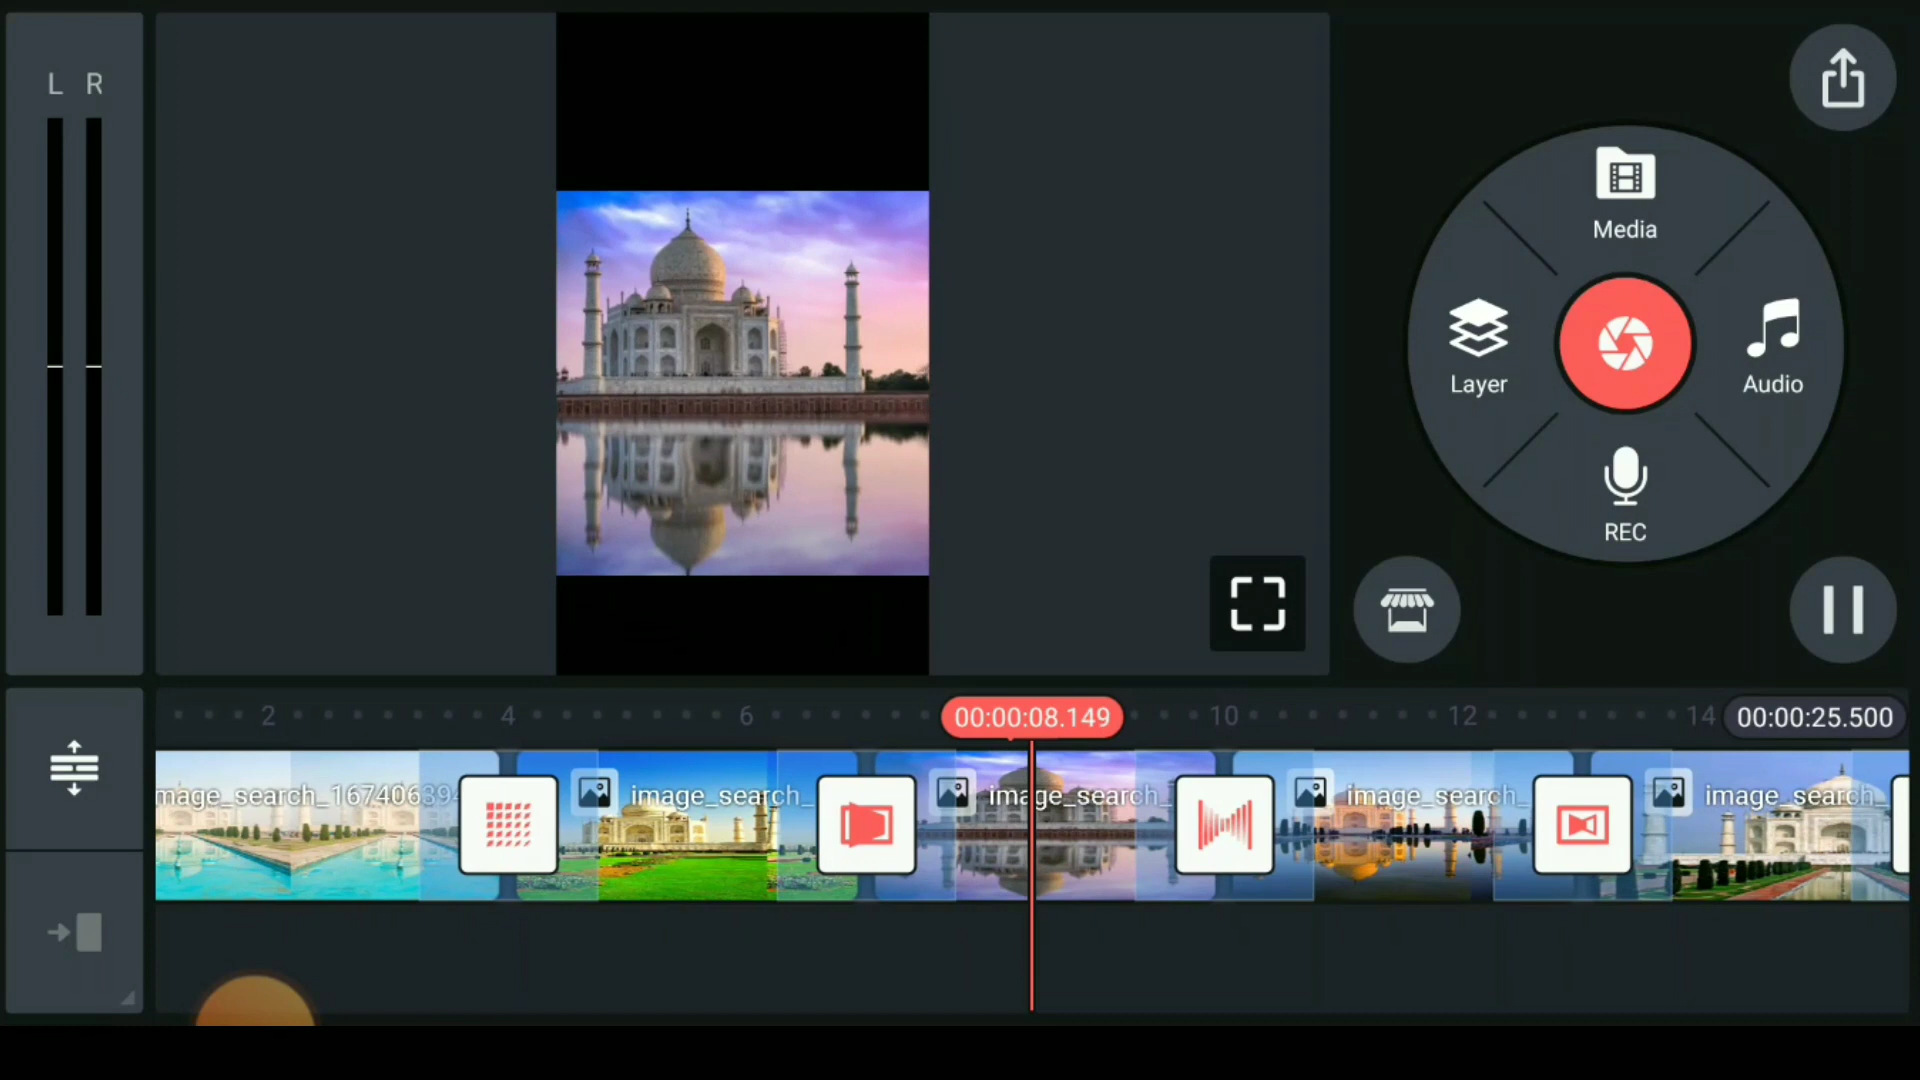 L R
Media
Layer
Audio
REC
2 4 6 00:00:08.149 10 12 14 00:00:25.500
mage_search_167406394
image_search_
image_search_
image_search_
image_search_